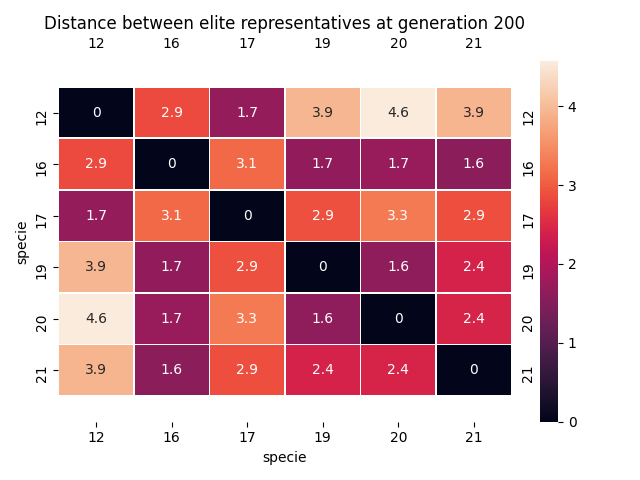 Distance between elite representatives at generation 200
12 16 17 19 20 21
12 0 2.9 1.7 3.9 4.6 3.9 12
16 2.9 0 3.1 1.7 1.7 1.6 16
17 1.7 3.1 0 2.9 3.3 2.9 17
19 3.9 1.7 2.9 0 1.6 2.4 19
20 4.6 1.7 3.3 1.6 0 2.4 20
21 3.9 1.6 2.9 2.4 2.4 0 21
12 16 17 19 20 21
specie
specie
4
3
2
1
0